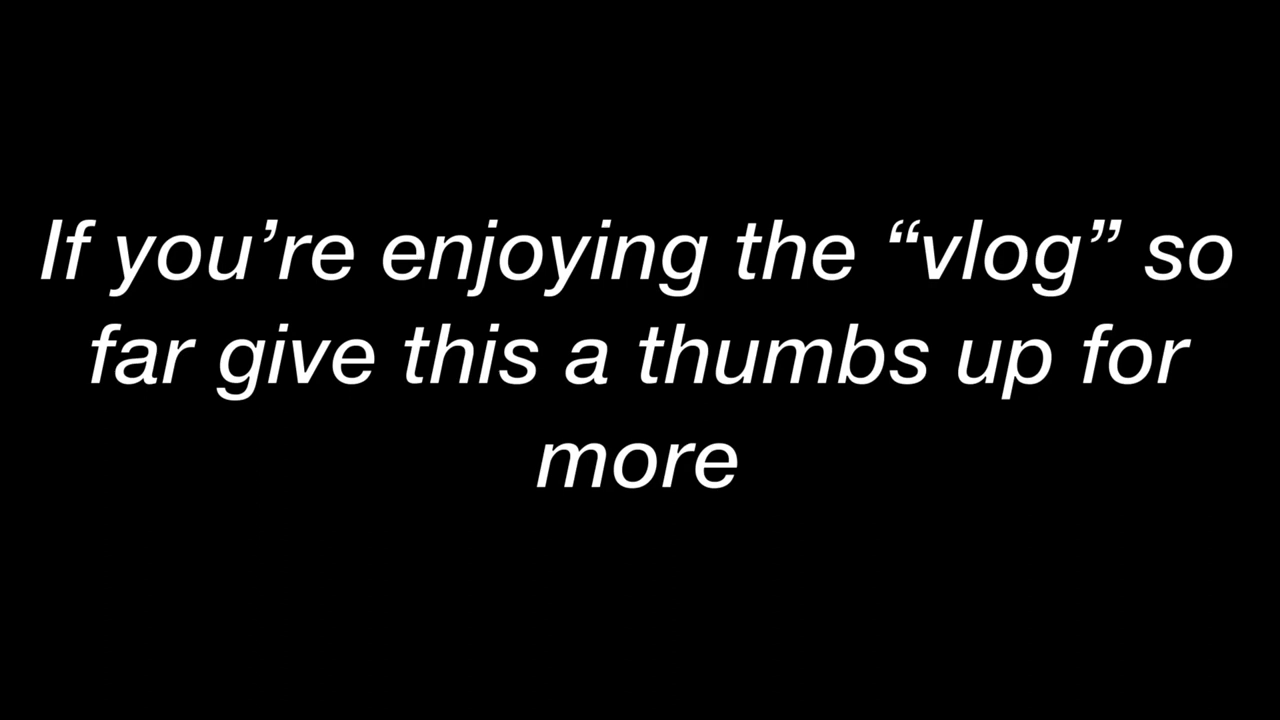 If you’re enjoying the “vlog” so
far give this a thumbs up for
more